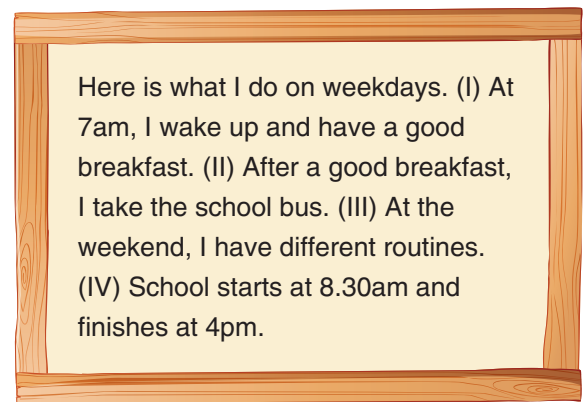 Here is what I do on weekdays. (I) At
7am, I wake up and have a good
breakfast. (II) After a good breakfast,
I take the school bus. (III) At the
weekend, I have different routines.
(IV) School starts at 8.30am and
finishes at 4pm.